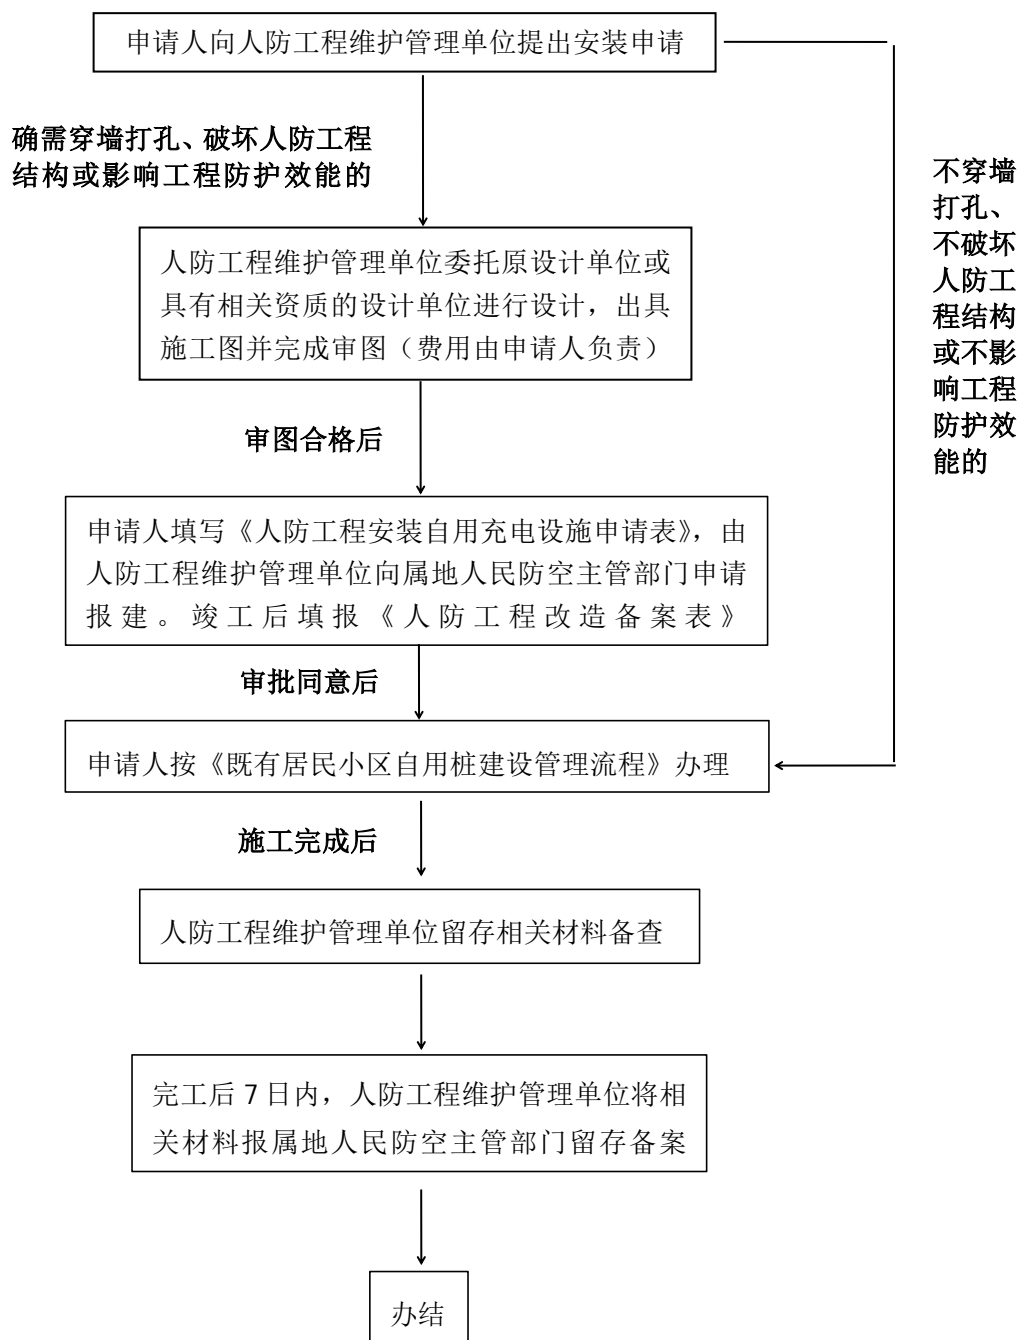 申请人向人防工程维护管理单位提出安装申请
确需穿墙打孔、破坏人防工程
结构或影响工程防护效能的
不穿墙
打孔、
不破坏
人防工
程结构
或不影
响工程
防护效
能的
人防工程维护管理单位委托原设计单位或
具有相关资质的设计单位进行设计，出具
施工图并完成审图（费用由申请人负责）
审图合格后
申请人填写《人防工程安装自用充电设施申请表》，由
人防工程维护管理单位向属地人民防空主管部门申请
报建。竣工后填报《人防工程改造备案表》
审批同意后
申请人按《既有居民小区自用桩建设管理流程》办理
施工完成后
人防工程维护管理单位留存相关材料备查
完工后 7 日内，人防工程维护管理单位将相
关材料报属地人民防空主管部门留存备案
办结